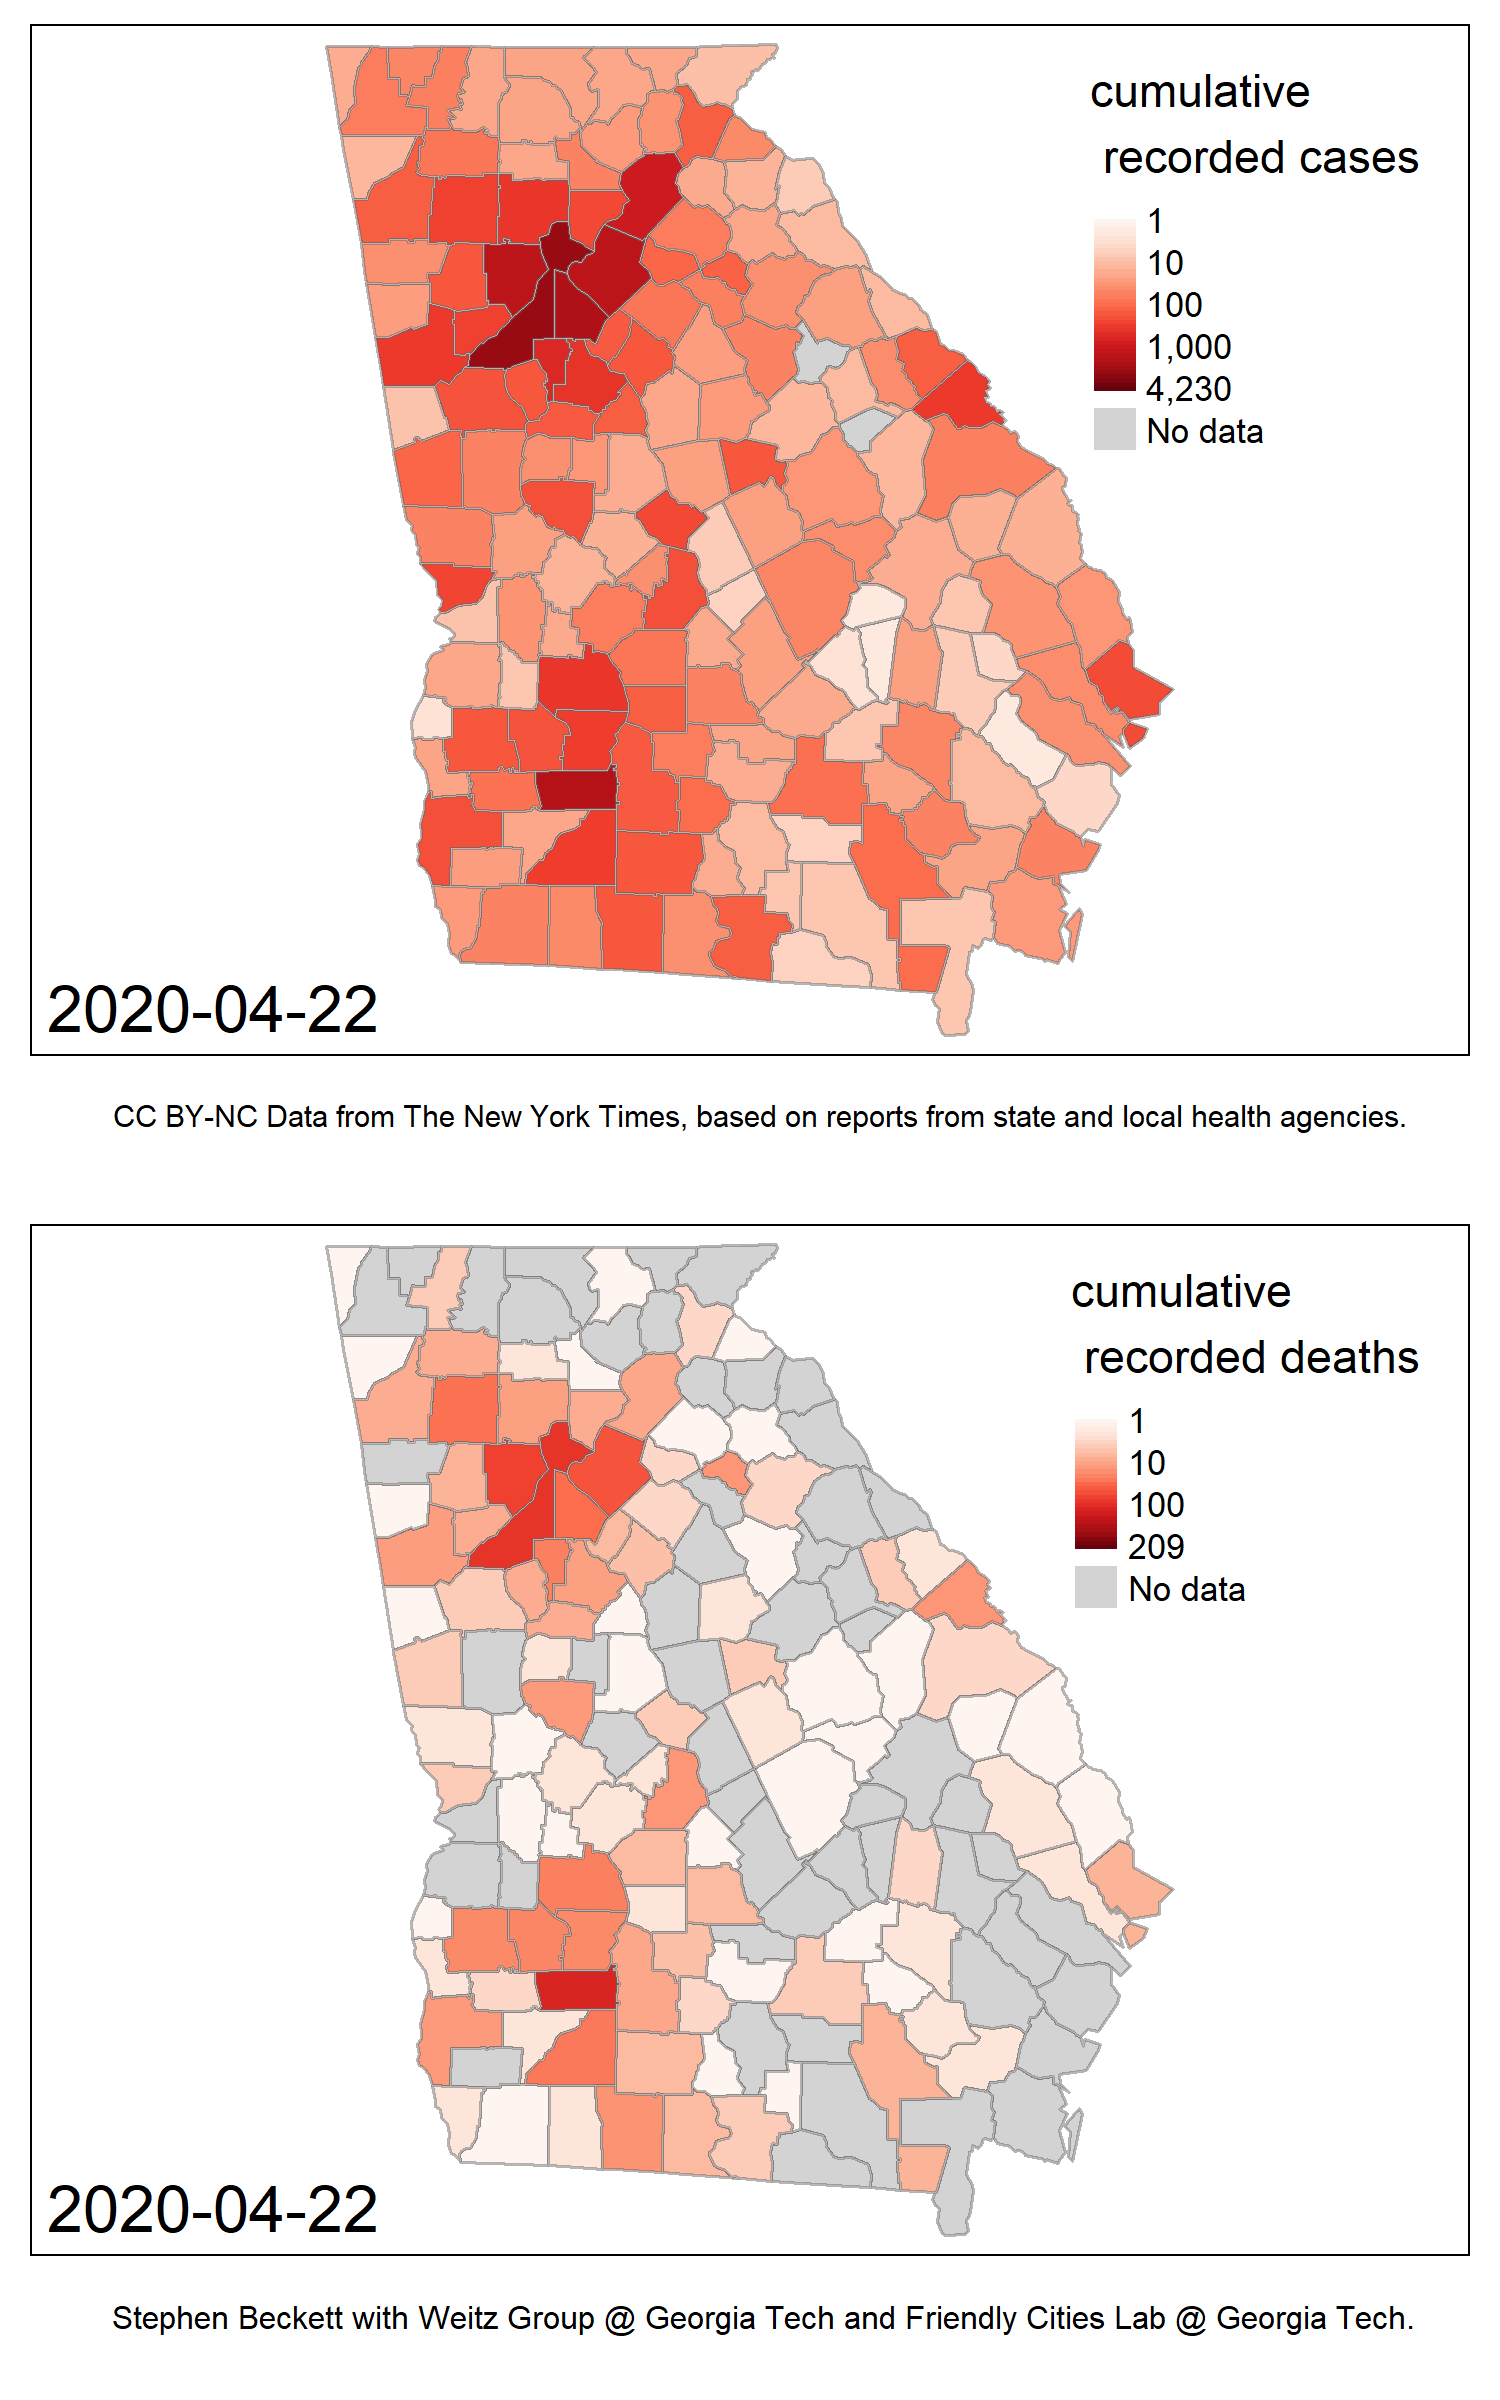 cumulative
recorded cases
1
10
100
1,000
4,230
No data
2020-04-22
CC BY-NC Data from The New York Times, based on reports from state and local health agencies.
cumulative
recorded deaths
1
10
100
209
No data
2020-04-22
Stephen Beckett with Weitz Group @ Georgia Tech and Friendly Cities Lab @ Georgia Tech.